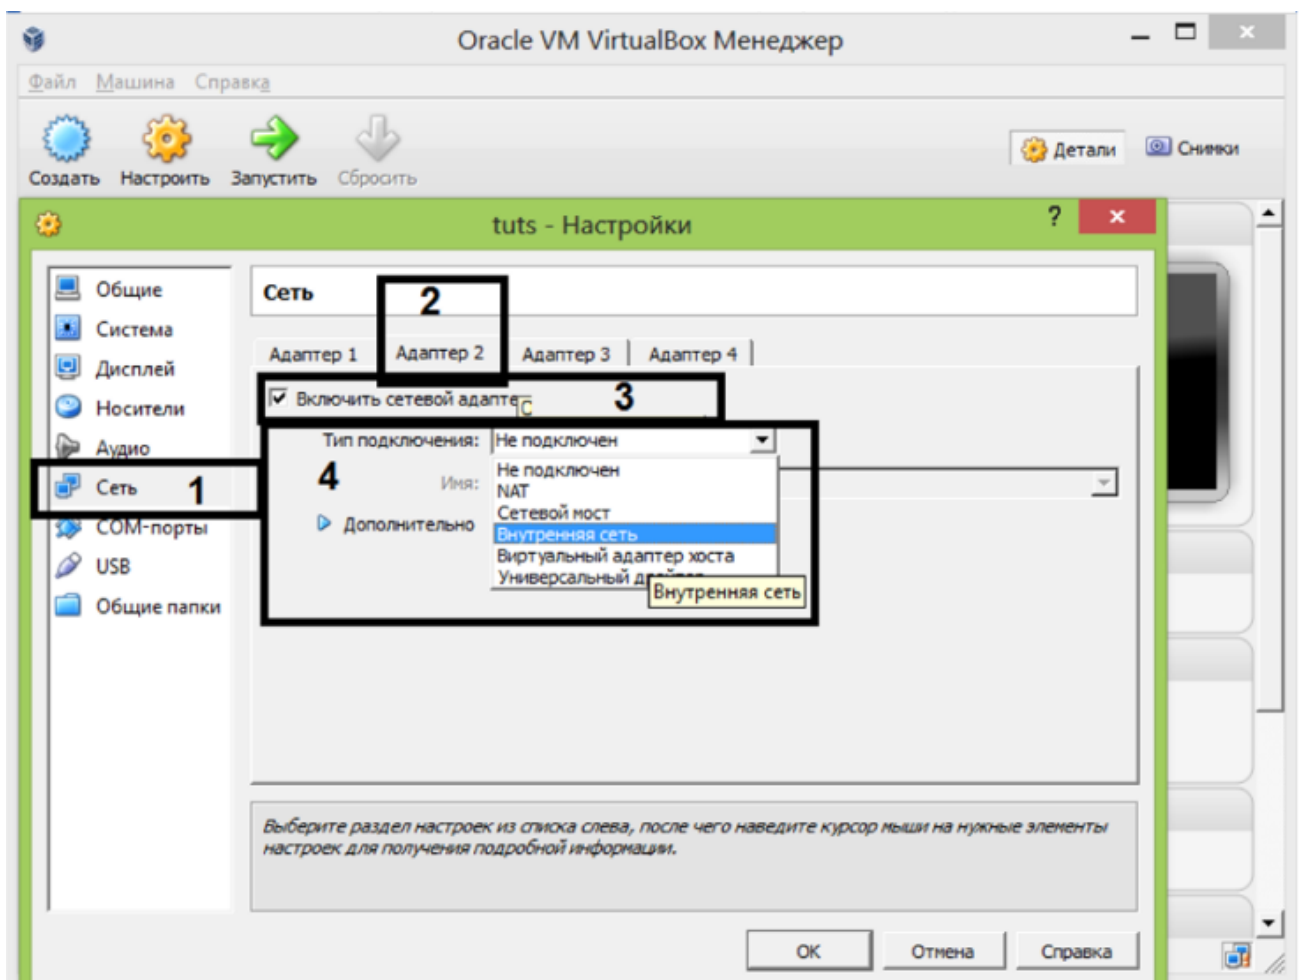 Oracle VM VirtualBox Менеджер
Файл Машина Справка
Создать Настроить Запустить Сбросить
Детали Снимки
tuts - Настройки ?
Общие
Система
Дисплей
Носители
Аудио
Сеть 1
COM-порты
USB
Общие папки
Сеть 2
Адаптер 1 Адаптер 2 Адаптер 3 Адаптер 4
Включить сетевой адапте 3
Тип подключения: Не подключен
4 Имя:
Дополнительно
Не подключен
NAT
Сетевой мост
Внутренняя сеть
Виртуальный адаптер хоста
Универсальный
Внутренняя сеть
Выберите раздел настроек из списка слева, после чего наведите курсор мыши на нужные элементы
настроек для получения подробной информации.
OK Отмена Справка